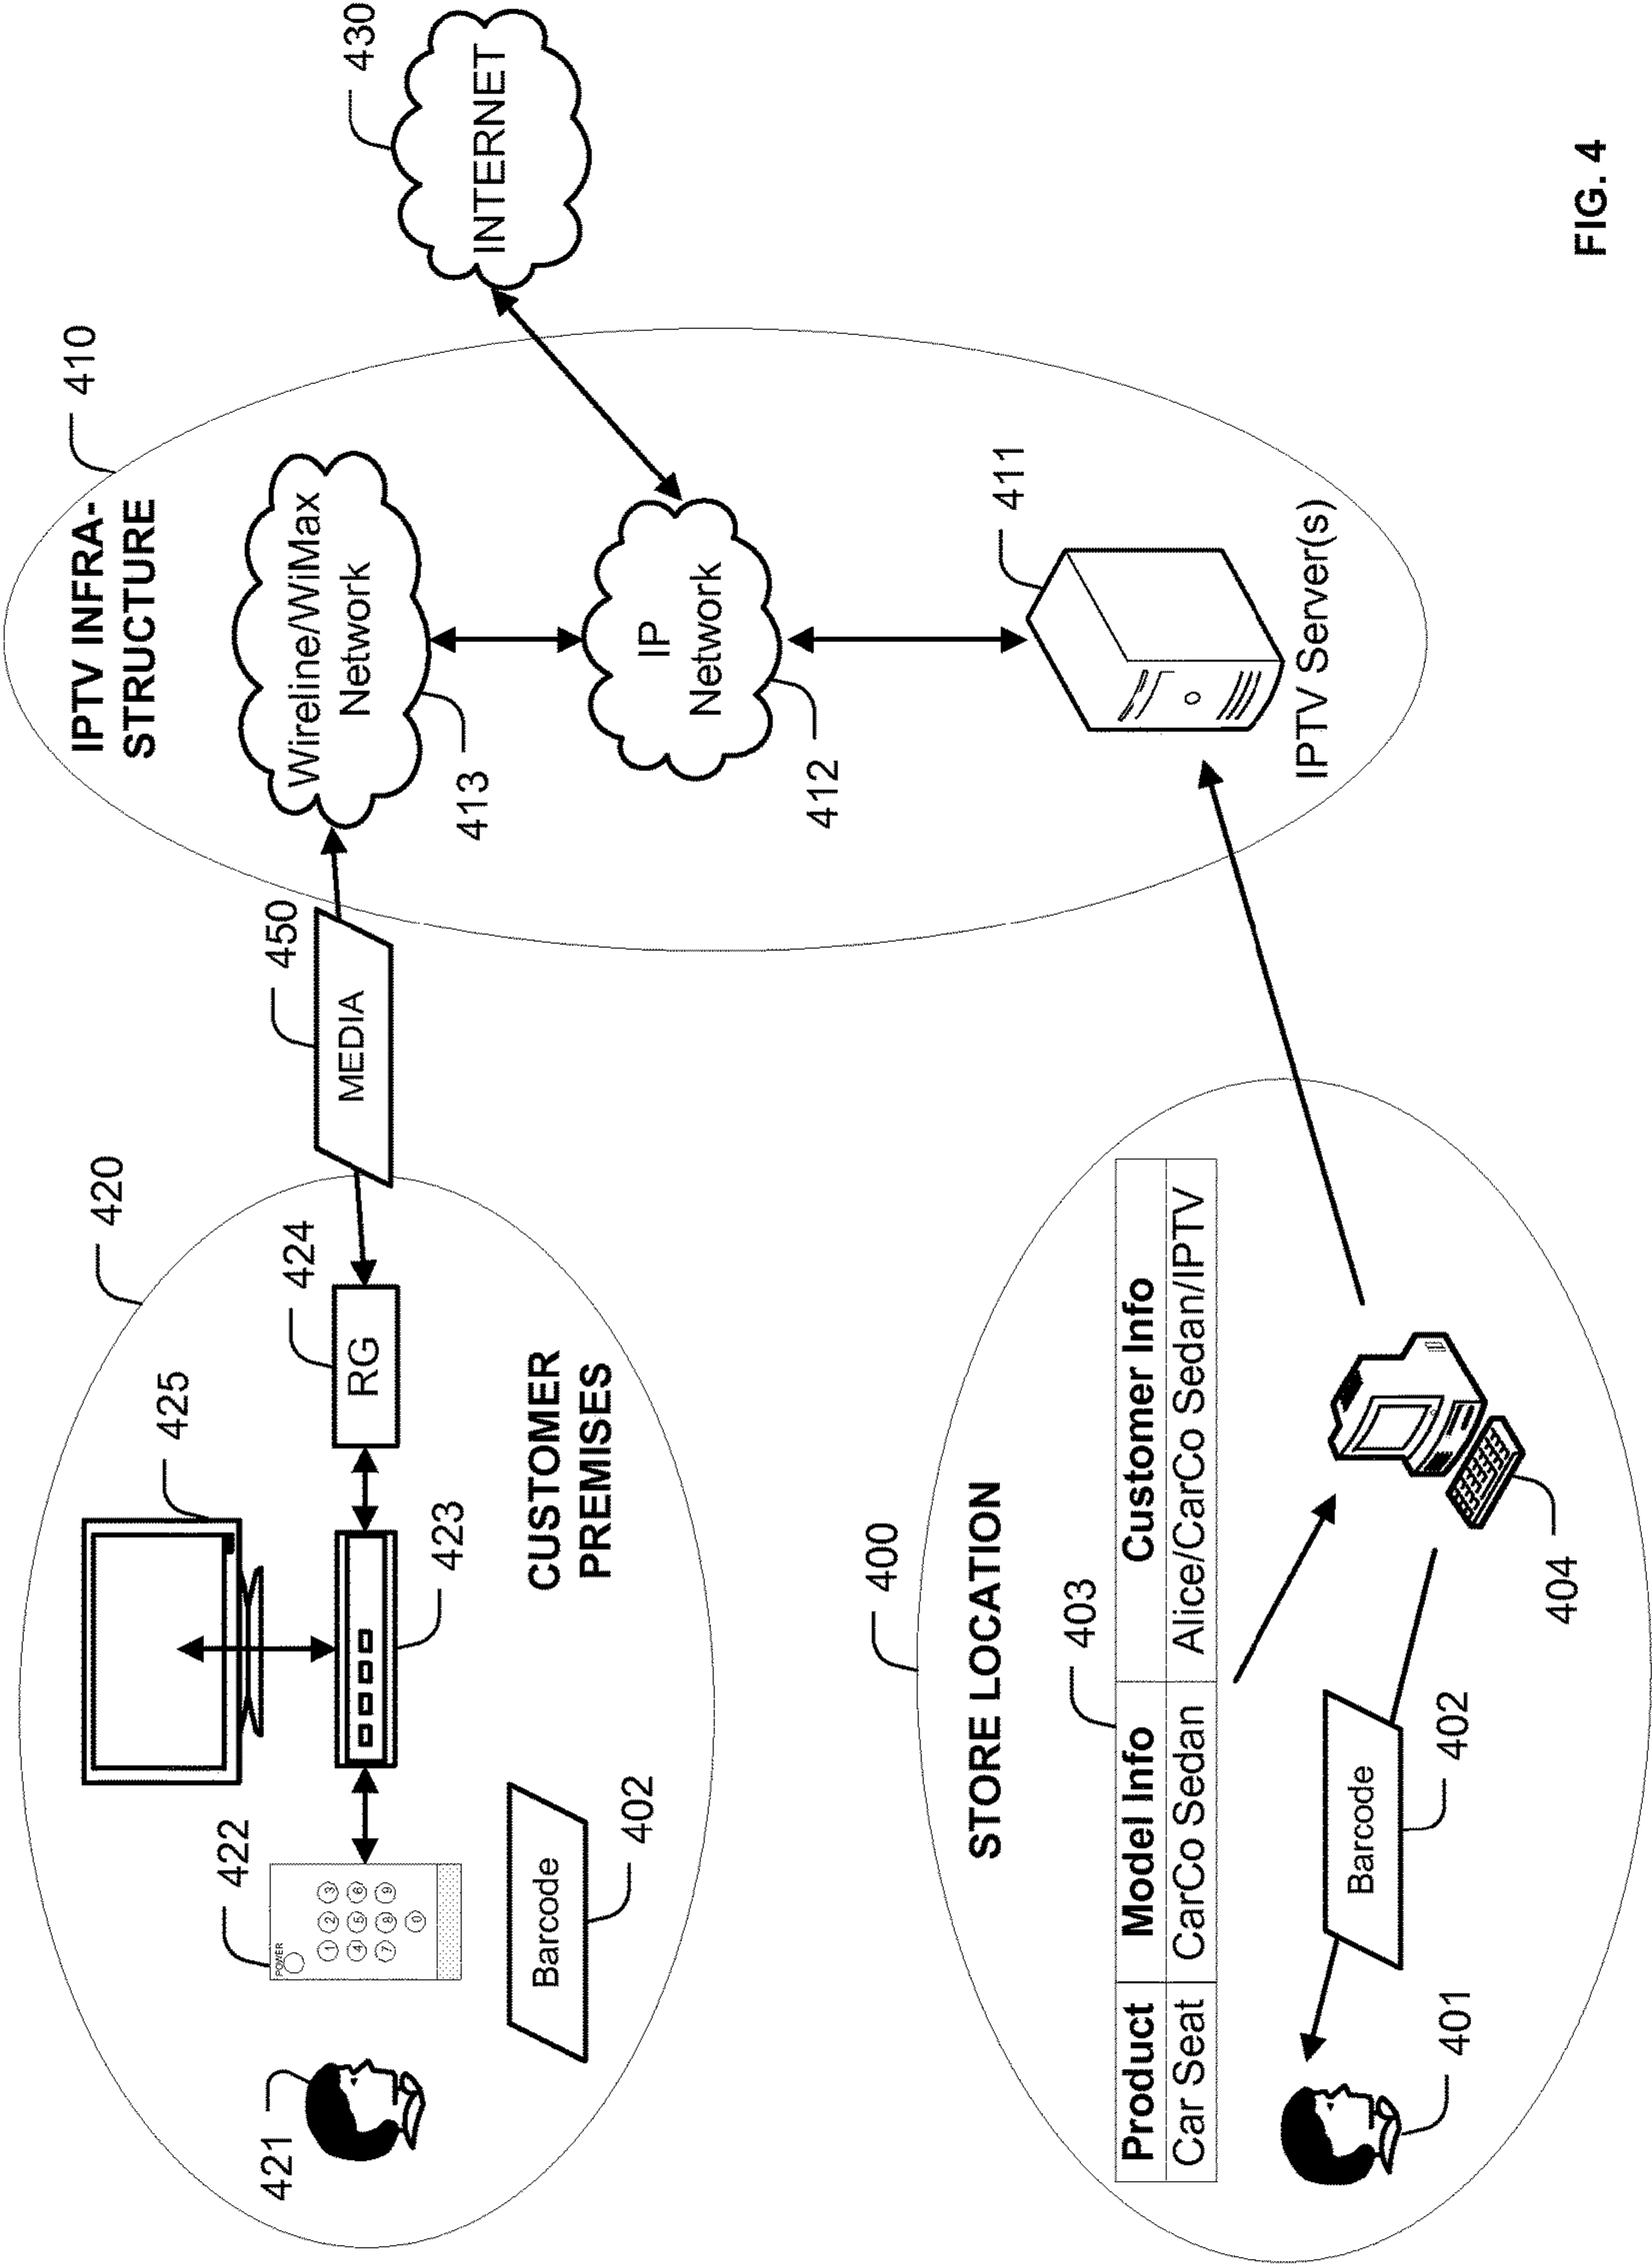 420
425
422
424
450
421
POWER
1 2 3
4 5 6
7 8 9
0
RG
MEDIA
423
Barcode
402
CUSTOMER
PREMISES
410
IPTV INFRA-
STRUCTURE
430
Wireline/WiMax
Network
INTERNET
413
IP
Network
412
411
IPTV Server(s)
400
STORE LOCATION
403
Product Model Info Customer Info
Car Seat CarCo Sedan Alice/CarCo Sedan/IPTV
Barcode
401
402
404
FIG. 4